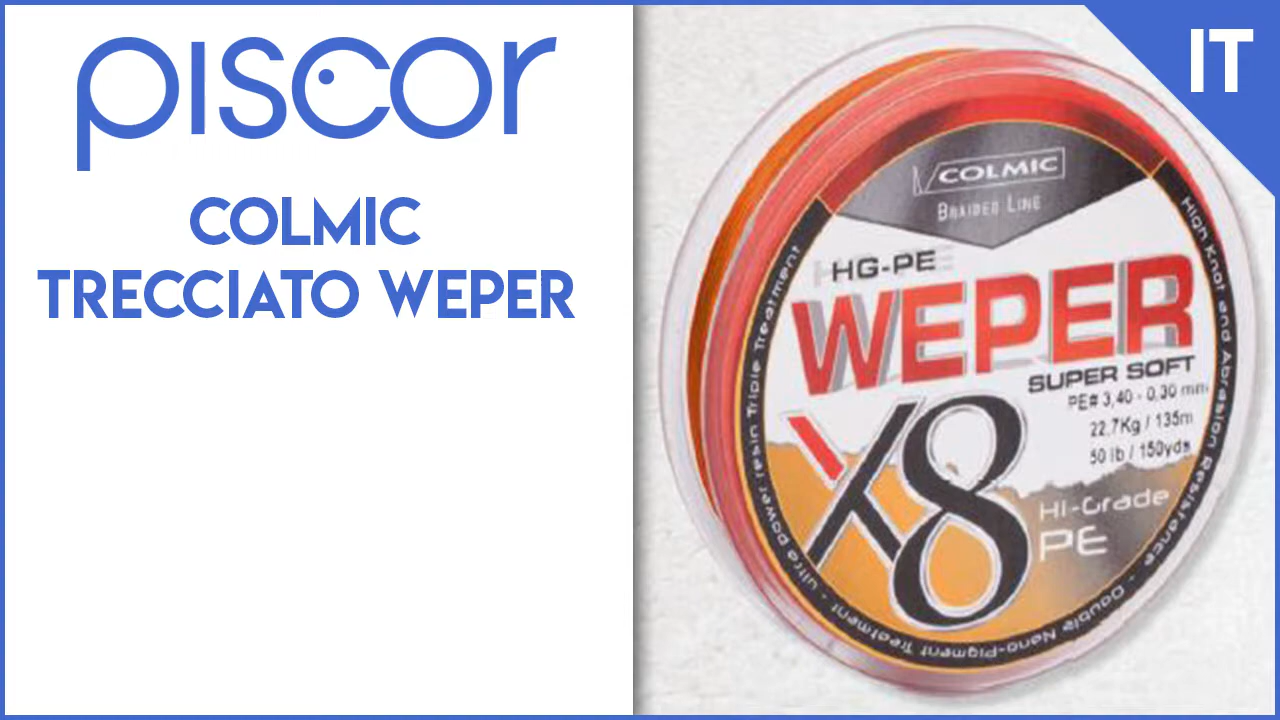 piscor
COLMIC
TRECCIATO WEPER
IT
COLMIC
BRAIDED LINE
HG-PE
WEPER
SUPER SOFT
PE# 3,40 - 0,30 mm
22.7Kg / 135m
50 lb / 150yds
X8
Hi-Grade
PE
High Knot and Abrasion Resistance - Double Nano-Pigment Treatment - Ultra power resin Triple Treatment